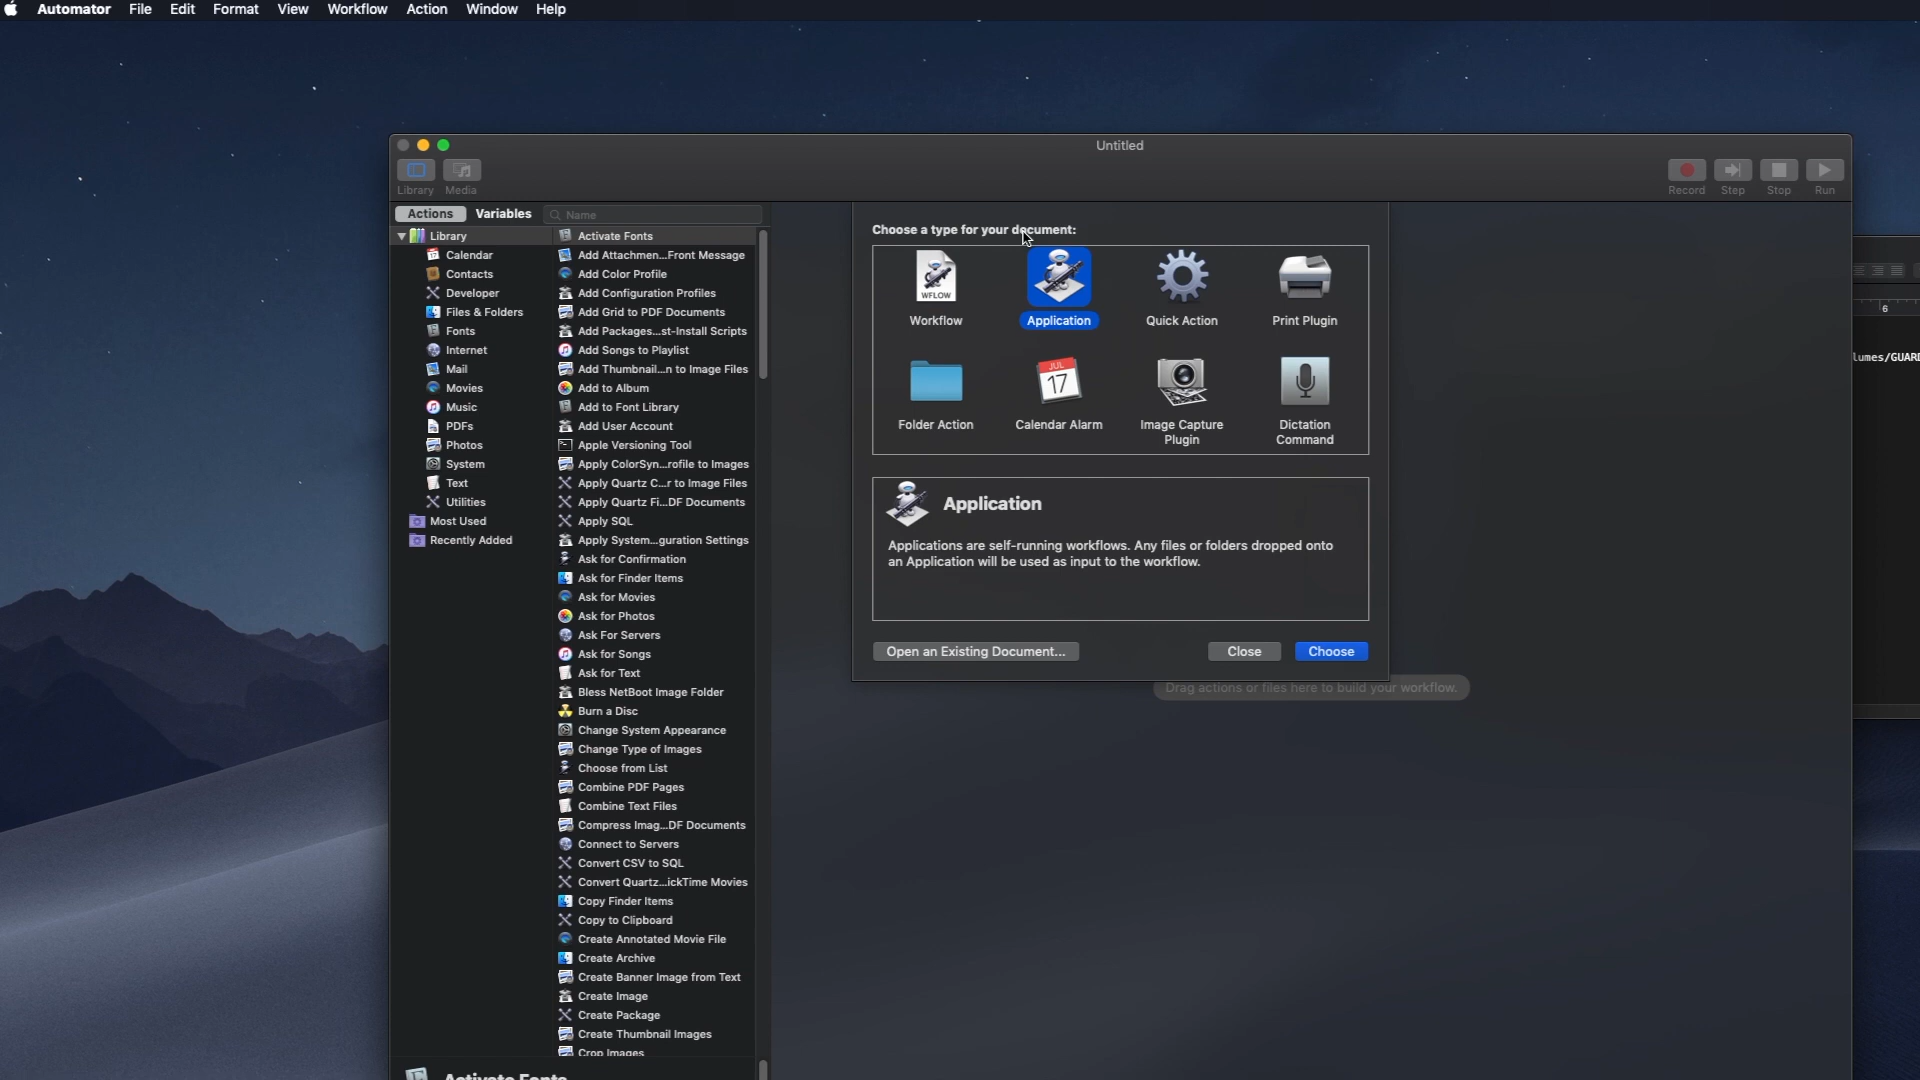 Automator File Edit Format View Workflow Action Window Help
Untitled
Library Media
Record Step Stop Run
Actions Variables Name
Library
Calendar
Contacts
Developer
Files & Folders
Fonts
Internet
Mail
Movies
Music
PDFs
Photos
System
Text
Utilities
Most Used
Recently Added
Activate Fonts
Add Attachmen...Front Message
Add Color Profile
Add Configuration Profiles
Add Grid to PDF Documents
Add Packages...st-Install Scripts
Add Songs to Playlist
Add Thumbnail...n to Image Files
Add to Album
Add to Font Library
Add User Account
Apple Versioning Tool
Apply ColorSyn...rofile to Images
Apply Quartz C...r to Image Files
Apply Quartz Fi...DF Documents
Apply SQL
Apply System...guration Settings
Ask for Confirmation
Ask for Finder Items
Ask for Movies
Ask for Photos
Ask For Servers
Ask for Songs
Ask for Text
Bless NetBoot Image Folder
Burn a Disc
Change System Appearance
Change Type of Images
Choose from List
Combine PDF Pages
Combine Text Files
Compress Imag...DF Documents
Connect to Servers
Convert CSV to SQL
Convert Quartz...ickTime Movies
Copy Finder Items
Copy to Clipboard
Create Annotated Movie File
Create Archive
Create Banner Image from Text
Create Image
Create Package
Create Thumbnail Images
Crop Images
Activate Fonts
Choose a type for your document:
WFLOW
Workflow
Application
Quick Action
Print Plugin
Folder Action
JUL
17
Calendar Alarm
Image Capture
Plugin
Dictation
Command
Application
Applications are self-running workflows. Any files or folders dropped onto
an Application will be used as input to the workflow.
Open an Existing Document...
Close
Choose
Drag actions or files here to build your workflow.
6
lumes/GUARD